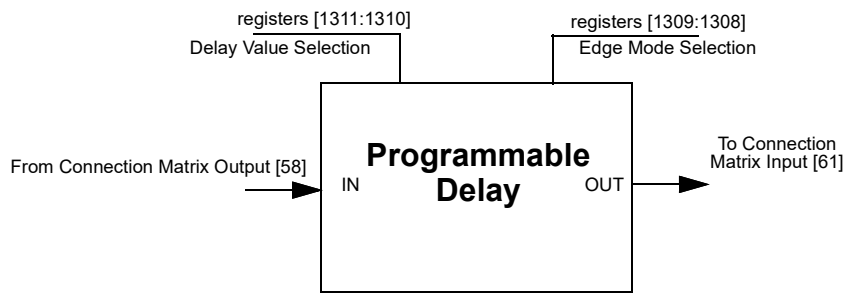 registers [1311:1310]
Delay Value Selection
registers [1309:1308]
Edge Mode Selection
From Connection Matrix Output [58]
IN
Programmable
Delay
OUT
To Connection
Matrix Input [61]